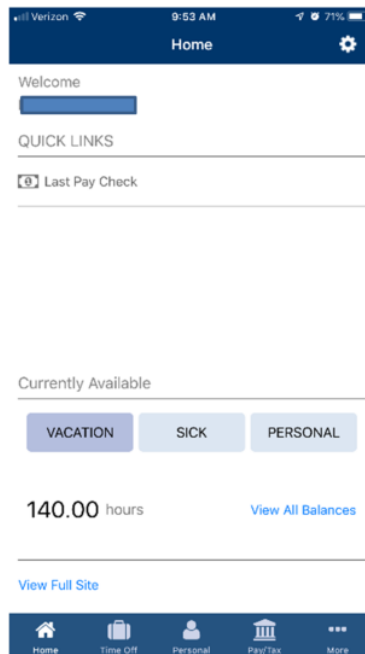 Verizon 9:53 AM 71%
Home
Welcome
QUICK LINKS
Last Pay Check
Currently Available
VACATION SICK PERSONAL
140.00 hours View All Balances
View Full Site
Home Time Off Personal Pay/Tax More